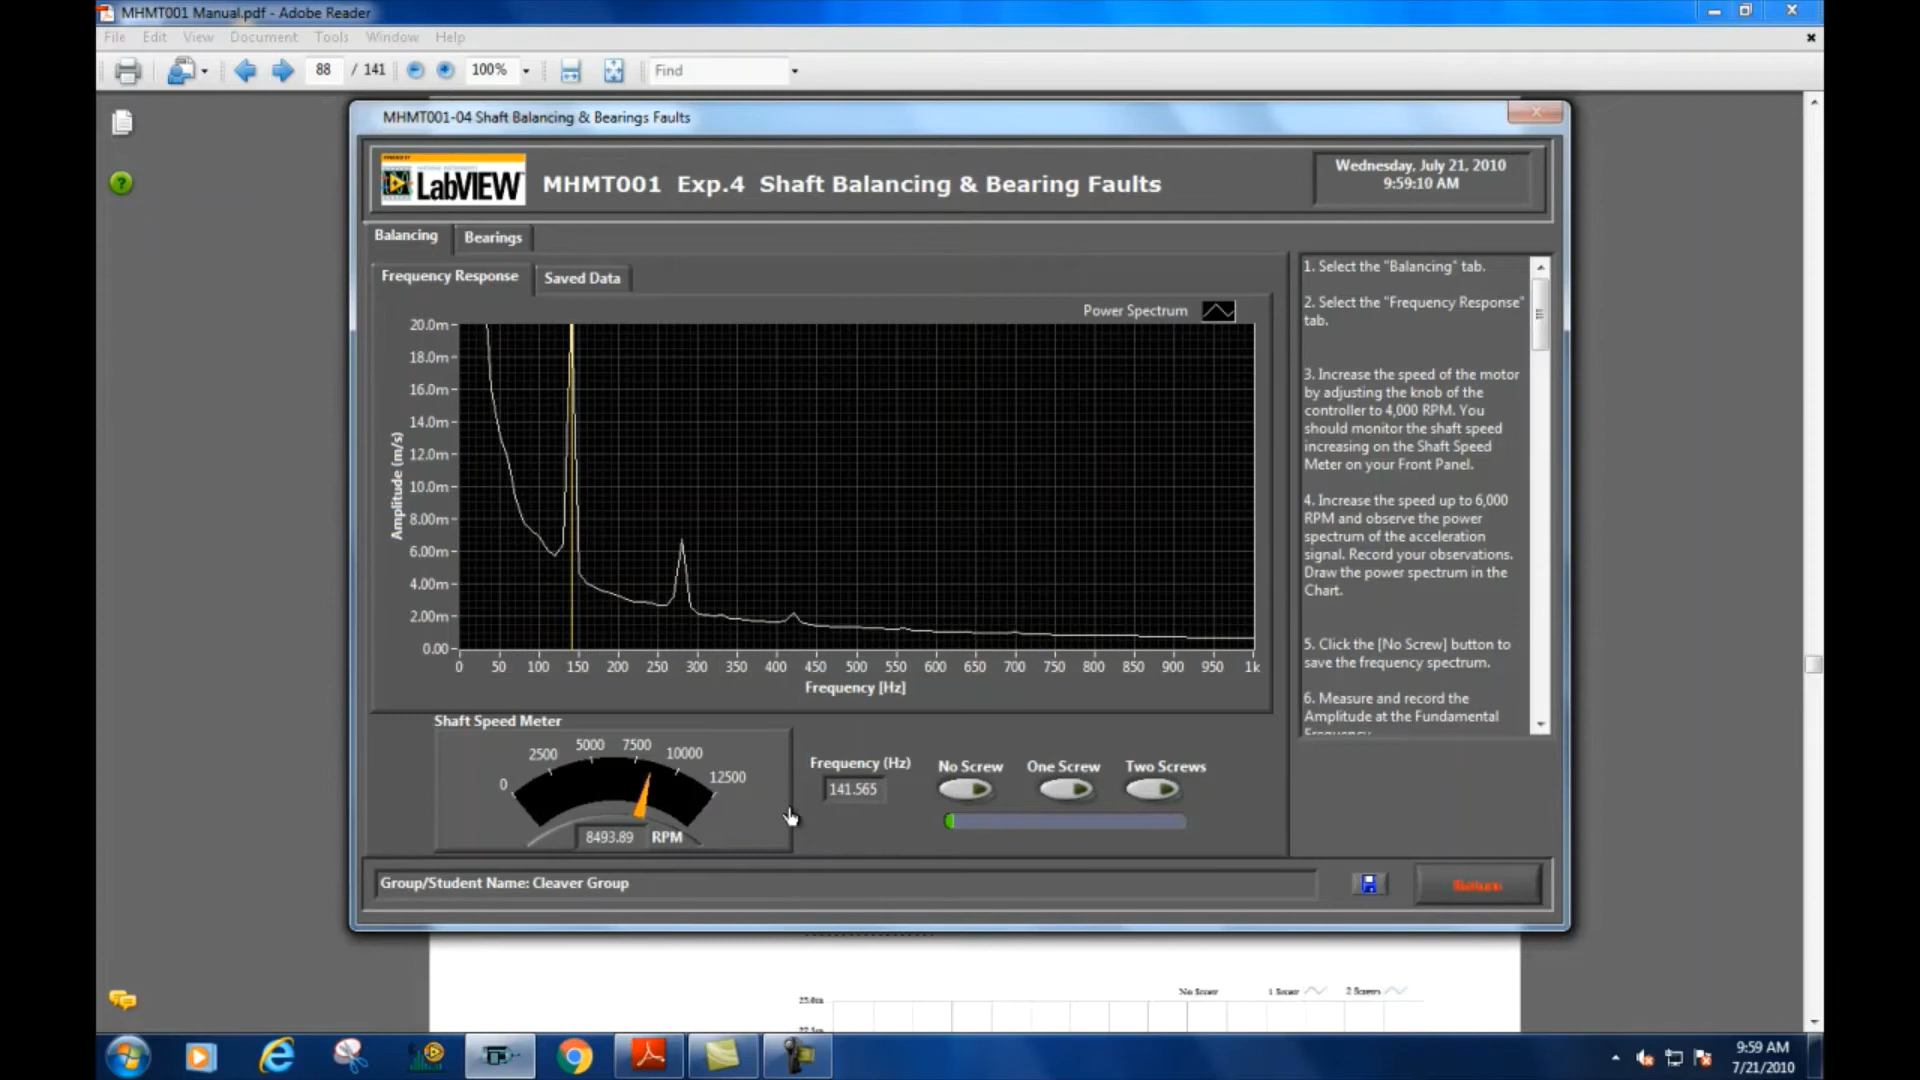 MHMT001 Manual.pdf - Adobe Reader
File Edit View Document Tools Window Help
88 / 141 100% Find
MHMT001-04 Shaft Balancing & Bearings Faults
LabVIEW
MHMT001 Exp.4 Shaft Balancing & Bearing Faults
Wednesday, July 21, 2010
9:59:10 AM
Balancing Bearings
Frequency Response Saved Data
Power Spectrum
20.0m
18.0m
16.0m
14.0m
12.0m
10.0m
8.00m
6.00m
4.00m
2.00m
0.00
Amplitude (m/s)
0 50 100 150 200 250 300 350 400 450 500 550 600 650 700 750 800 850 900 950 1k
Frequency [Hz]
1. Select the "Balancing" tab.
2. Select the "Frequency Response"
tab.
3. Increase the speed of the motor
by adjusting the knob of the
controller to 4,000 RPM. You
should monitor the shaft speed
increasing on the Shaft Speed
Meter on your Front Panel.
4. Increase the speed up to 6,000
RPM and observe the power
spectrum of the acceleration
signal. Record your observations.
Draw the power spectrum in the
Chart.
5. Click the [No Screw] button to
save the frequency spectrum.
6. Measure and record the
Amplitude at the Fundamental
Frequency
Shaft Speed Meter
0 2500 5000 7500 10000 12500
8493.89 RPM
Frequency (Hz)
141.565
No Screw One Screw Two Screws
Group/Student Name: Cleaver Group
Return
No Screw 1 Screw 2 Screws
9:59 AM
7/21/2010